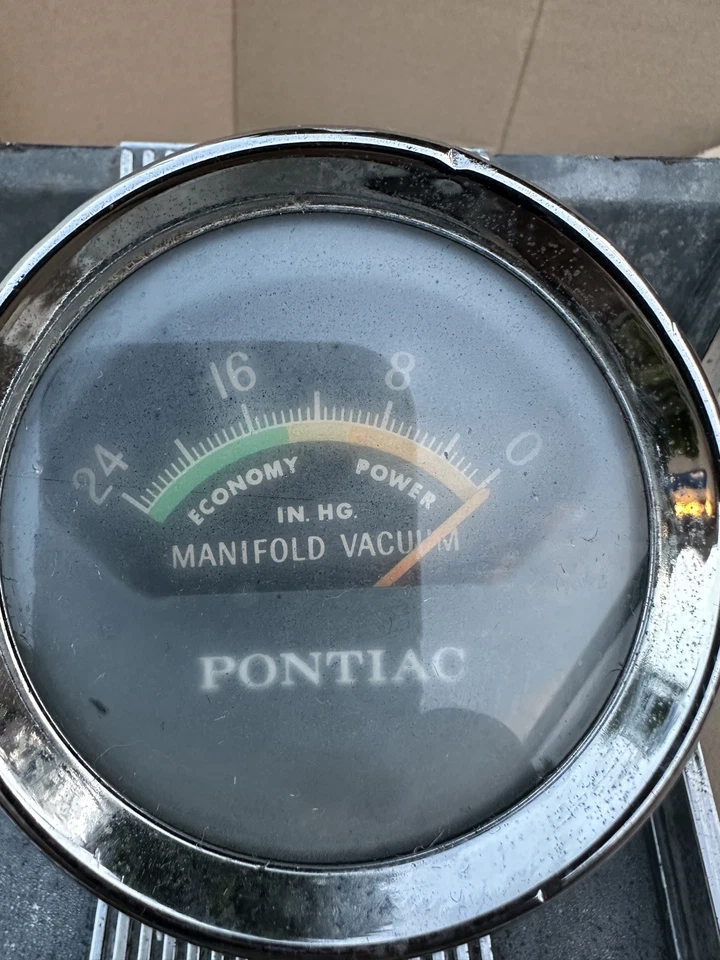 24 16 8 0
ECONOMY POWER
IN. HG.
MANIFOLD VACUUM
PONTIAC